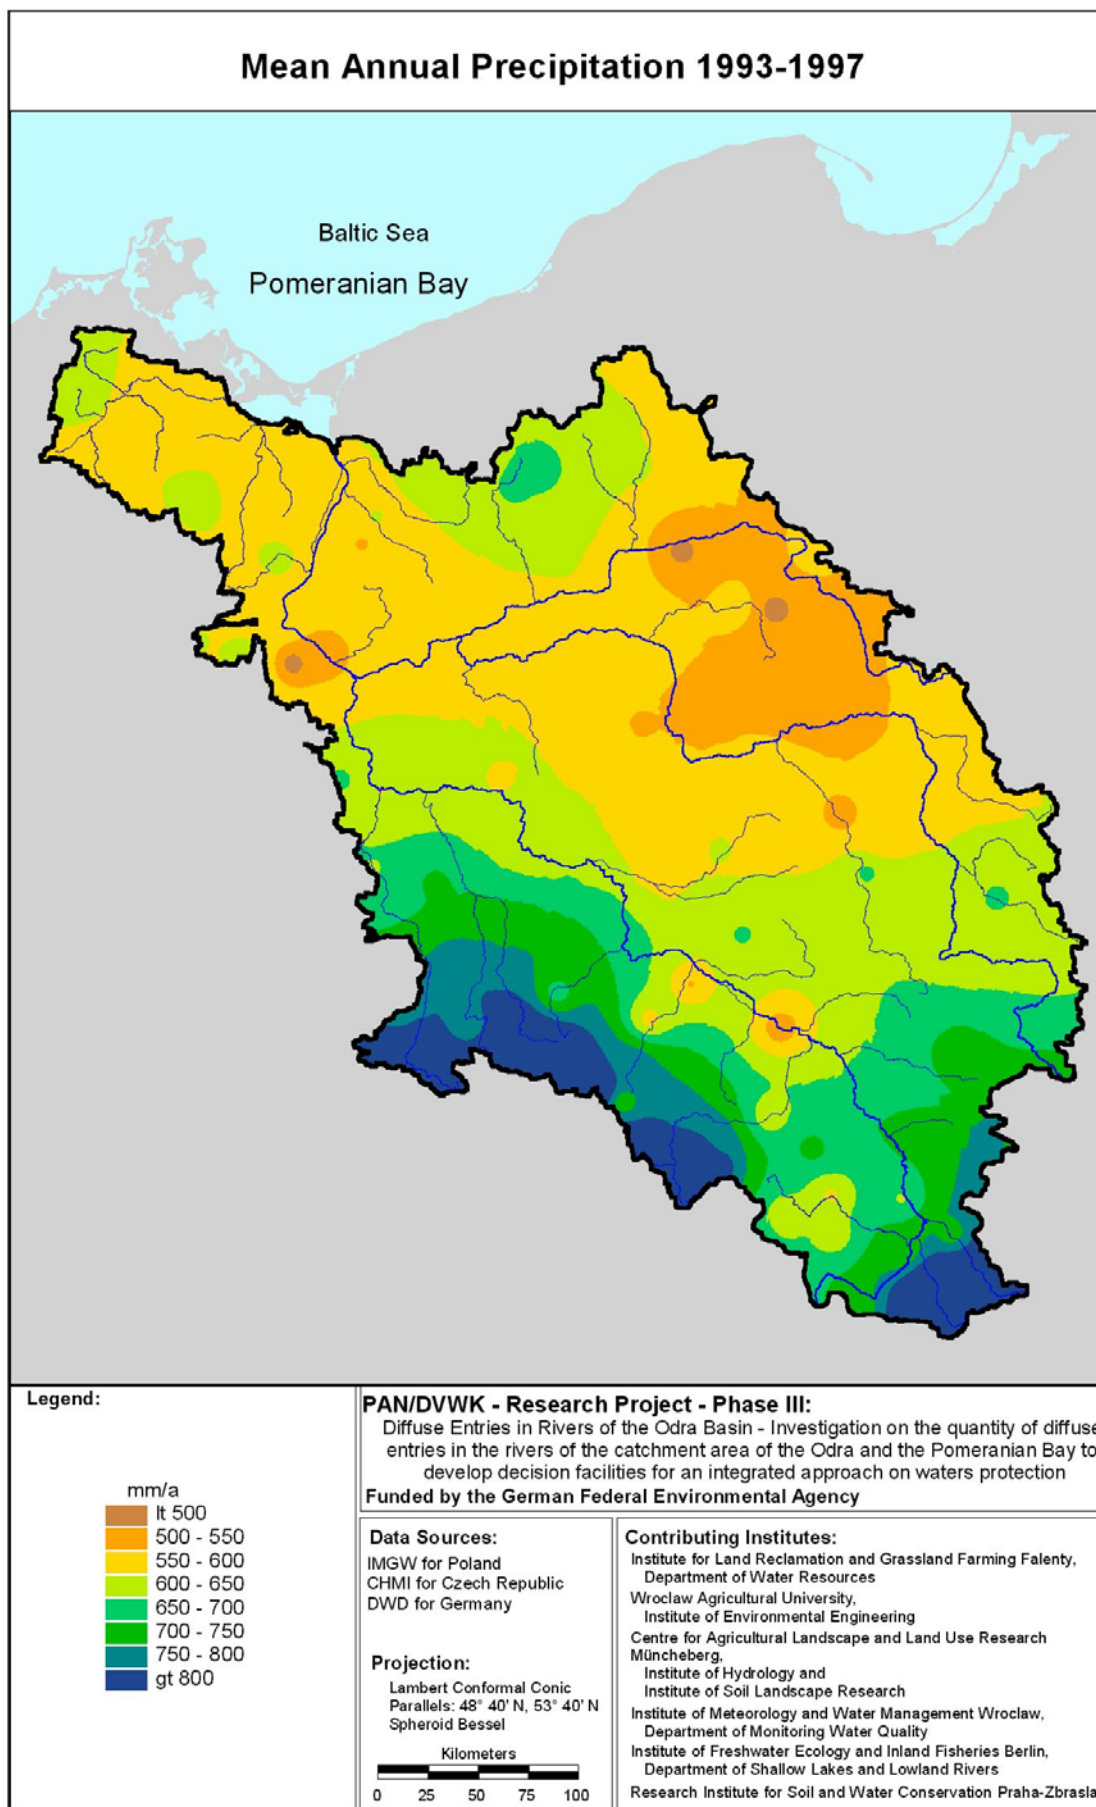 Mean Annual Precipitation 1993-1997
Baltic Sea
Pomeranian Bay
Legend:
mm/a
lt 500
500 - 550
550 - 600
600 - 650
650 - 700
700 - 750
750 - 800
gt 800
PAN/DVWK - Research Project - Phase III:
Diffuse Entries in Rivers of the Odra Basin - Investigation on the quantity of diffuse
entries in the rivers of the catchment area of the Odra and the Pomeranian Bay to
develop decision facilities for an integrated approach on waters protection
Funded by the German Federal Environmental Agency
Data Sources:
IMGW for Poland
CHMI for Czech Republic
DWD for Germany
Projection:
Lambert Conformal Conic
Parallels: 48° 40' N, 53° 40' N
Spheroid Bessel
Kilometers
0 25 50 75 100
Contributing Institutes:
Institute for Land Reclamation and Grassland Farming Falenty,
Department of Water Resources
Wroclaw Agricultural University,
Institute of Environmental Engineering
Centre for Agricultural Landscape and Land Use Research
Müncheberg,
Institute of Hydrology and
Institute of Soil Landscape Research
Institute of Meteorology and Water Management Wroclaw,
Department of Monitoring Water Quality
Institute of Freshwater Ecology and Inland Fisheries Berlin,
Department of Shallow Lakes and Lowland Rivers
Research Institute for Soil and Water Conservation Praha-Zbrasla